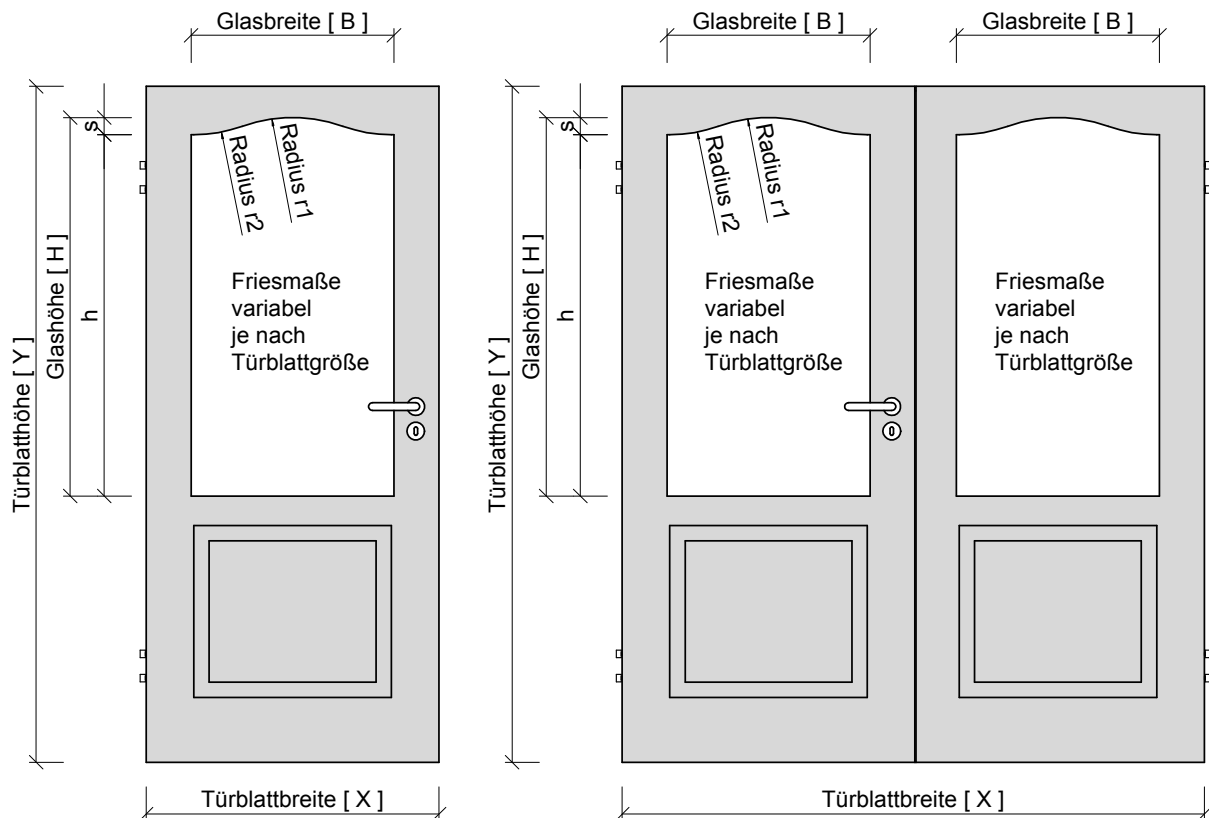 Glasbreite [ B ]
Glasbreite [ B ]
Glasbreite [ B ]
s
Radius r1
Radius r2
Glashöhe [ H ]
h
Türblatthöhe [ Y ]
Friesmaße
variabel
je nach
Türblattgröße
Türblattbreite [ X ]
s
Radius r1
Radius r2
Glashöhe [ H ]
h
Türblatthöhe [ Y ]
Friesmaße
variabel
je nach
Türblattgröße
Friesmaße
variabel
je nach
Türblattgröße
Türblattbreite [ X ]